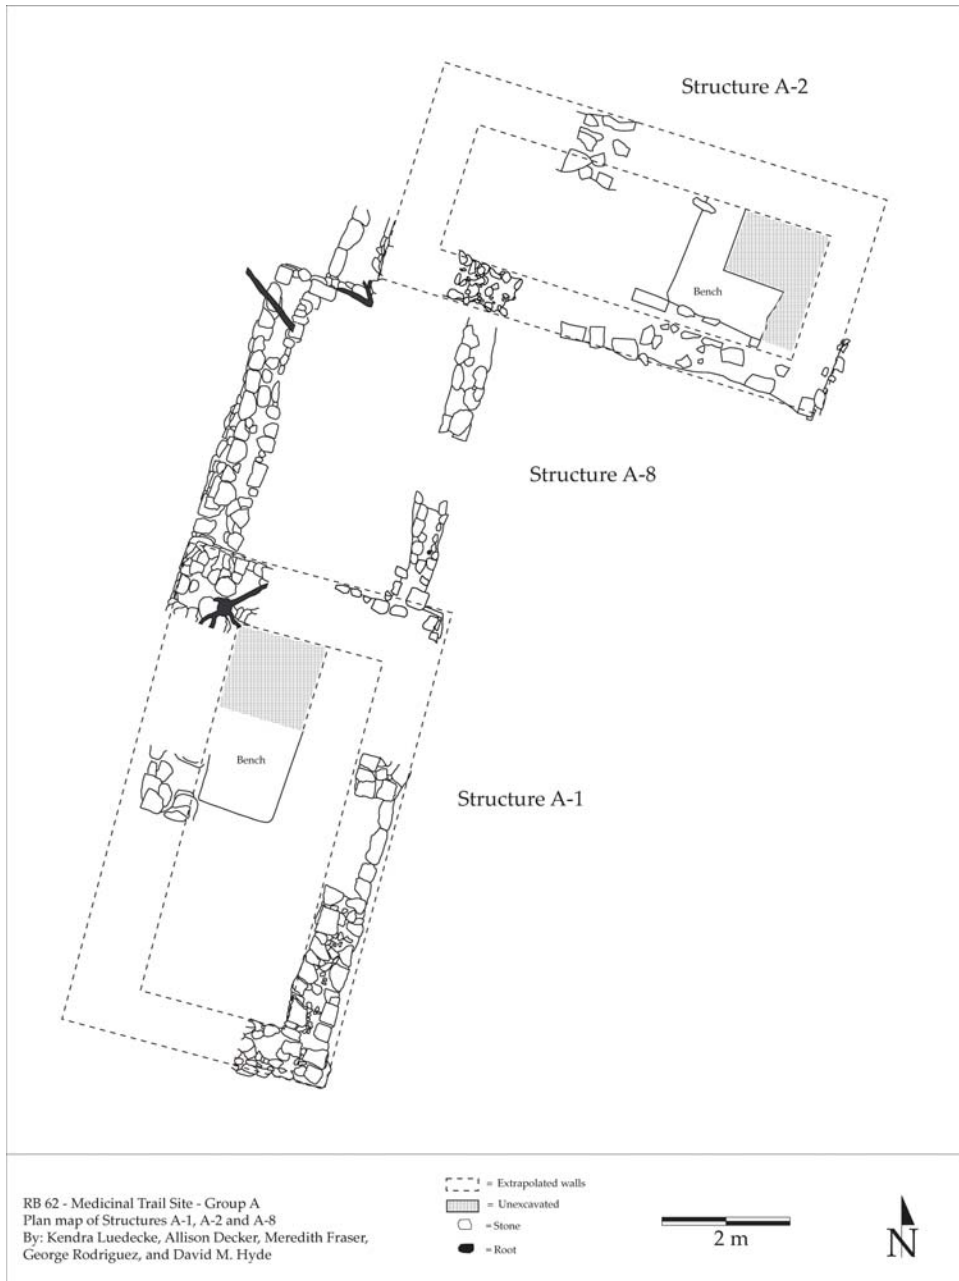 Structure A-2
Bench
Structure A-8
Bench
Structure A-1
RB 62 - Medicinal Trail Site - Group A
Plan map of Structures A-1, A-2 and A-8
By: Kendra Luedecke, Allison Decker, Meredith Fraser,
George Rodriguez, and David M. Hyde
= Extrapolated walls
= Unexcavated
= Stone
= Root
2 m
N